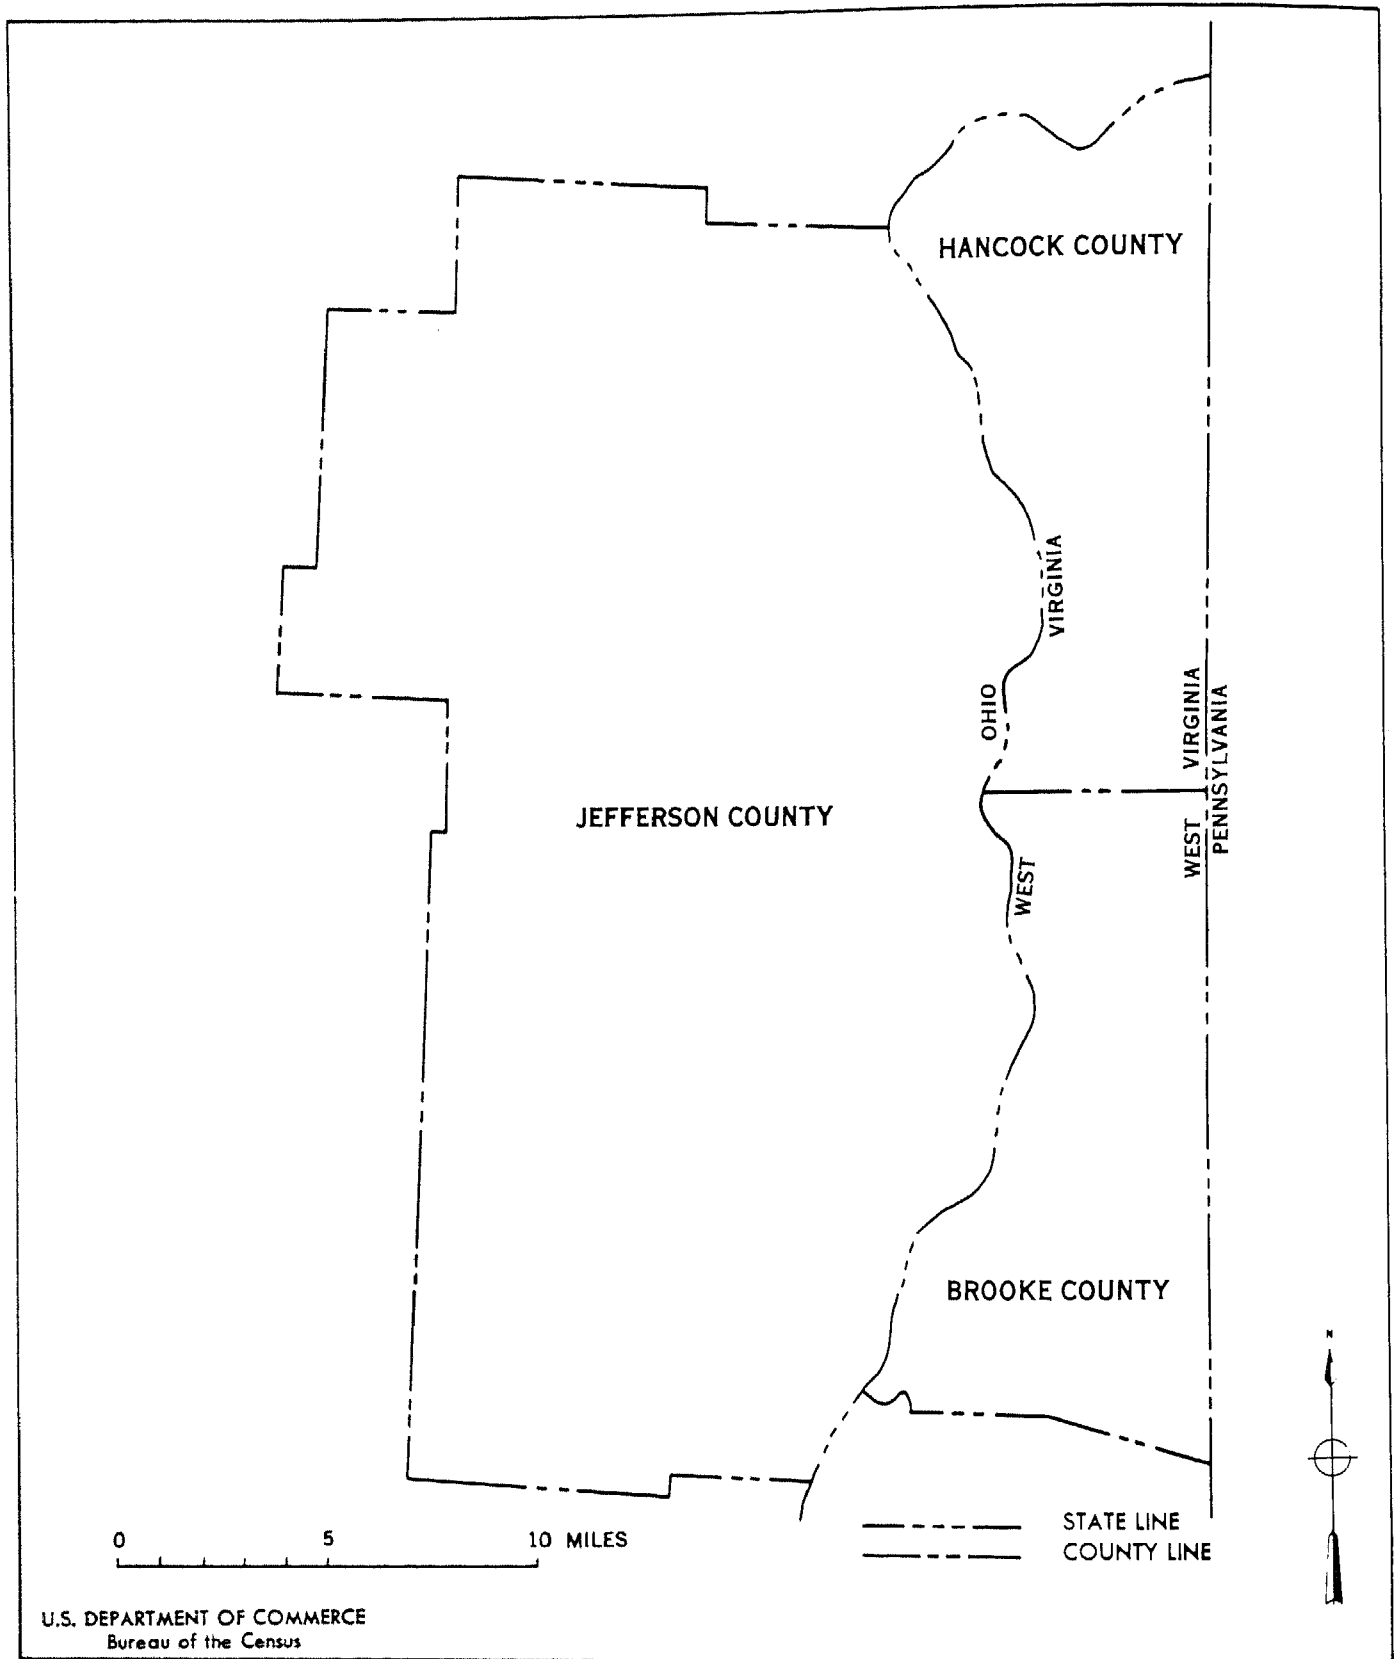 HANCOCK COUNTY
VIRGINIA
OHIO
WEST VIRGINIA
PENNSYLVANIA
JEFFERSON COUNTY
WEST
BROOKE COUNTY
N
0 5 10 MILES
STATE LINE
COUNTY LINE
U.S. DEPARTMENT OF COMMERCE
Bureau of the Census